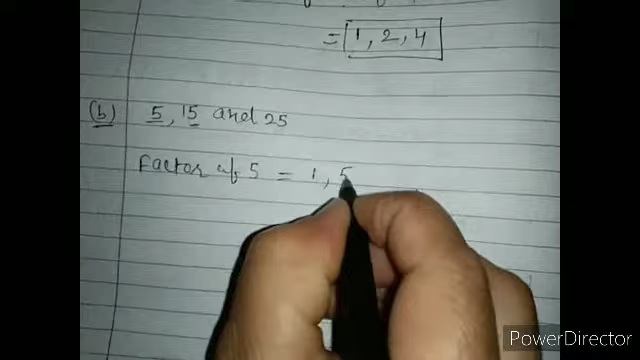 = 1, 2, 4
(b) 5, 15 and 25
Factor of 5 = 1, 5
PowerDirector